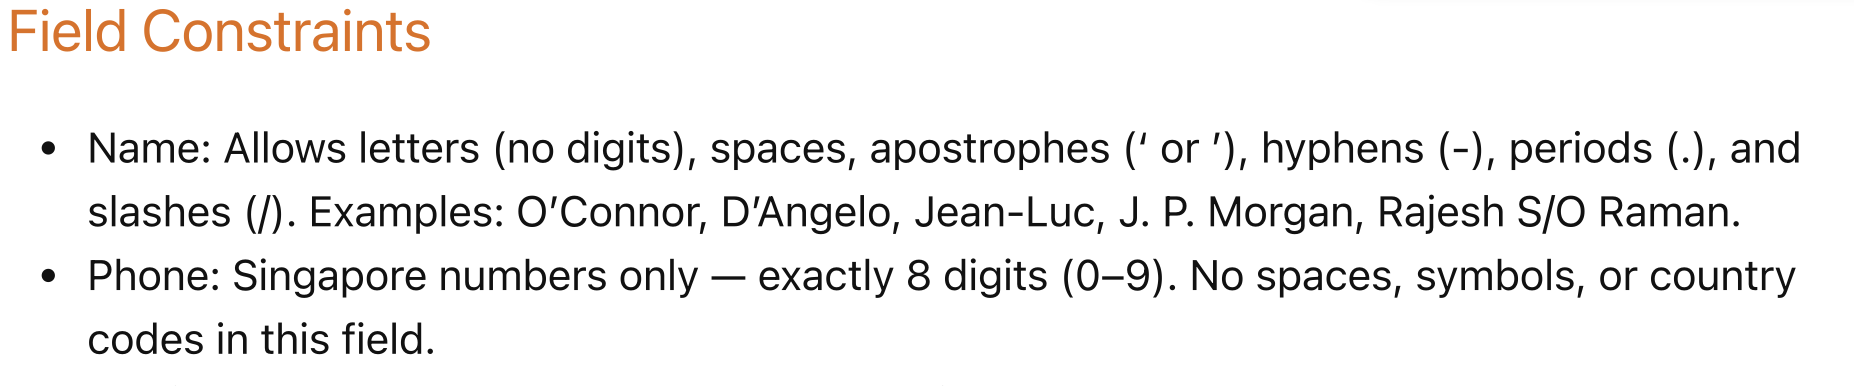 Field Constraints
• Name: Allows letters (no digits), spaces, apostrophes (‘ or ’), hyphens (-), periods (.), and
slashes (/). Examples: O’Connor, D’Angelo, Jean-Luc, J. P. Morgan, Rajesh S/O Raman.
• Phone: Singapore numbers only — exactly 8 digits (0–9). No spaces, symbols, or country
codes in this field.